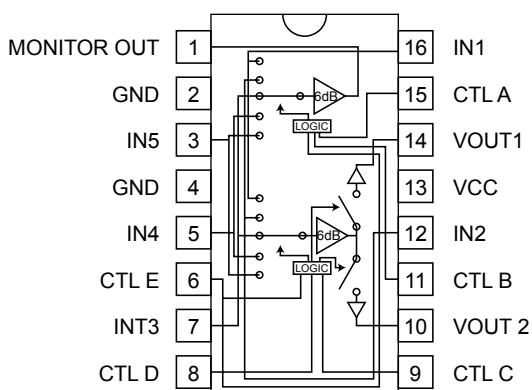 MONITOR OUT 1 16 IN1
GND 2 6dB 15 CTL A
LOGIC
IN5 3 14 VOUT1
GND 4 13 VCC
IN4 5 6dB 12 IN2
LOGIC
CTL E 6 11 CTL B
INT3 7 10 VOUT 2
CTL D 8 9 CTL C